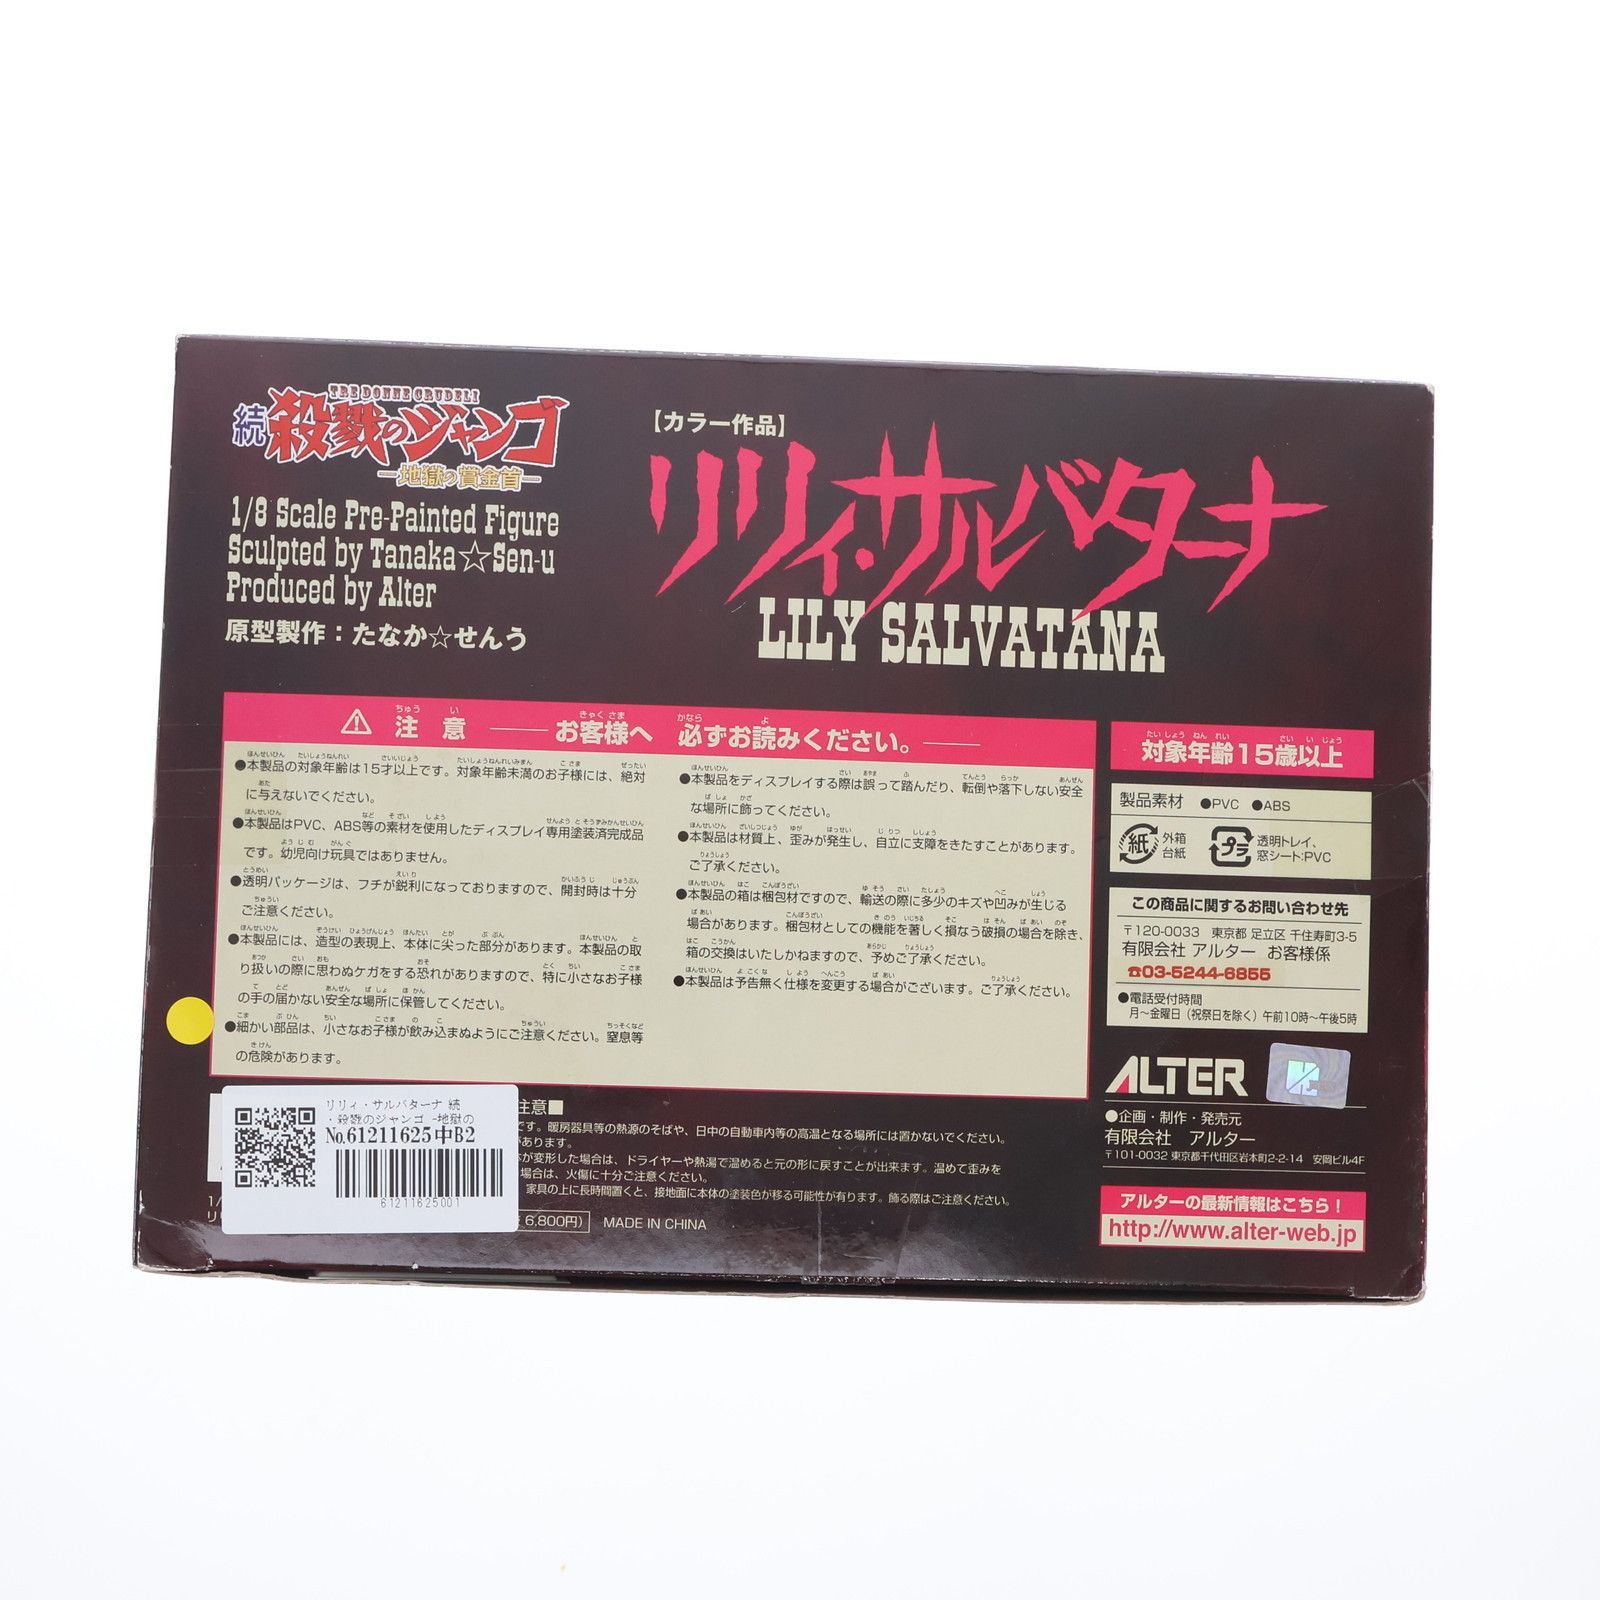 TRE DONNE CRUDELI
続 殺戮のジャンゴ
─地獄の賞金首─
1/8 Scale Pre-Painted Figure
Sculpted by Tanaka☆Sen-u
Produced by Alter
原型製作：たなか☆せんう
【カラー作品】
リリィ・サルバターナ
LILY SALVATANA
⚠ 注意 ── お客様へ 必ずお読みください。──
●本製品の対象年齢は15才以上です。対象年齢未満のお子様には、絶対
に与えないでください。
●本製品はPVC、ABS等の素材を使用したディスプレイ専用塗装済完成品
です。幼児向け玩具ではありません。
●透明パッケージは、フチが鋭利になっておりますので、開封時は十分
ご注意ください。
●本製品には、造型の表現上、本体に尖った部分があります。本製品の取
り扱いの際に思わぬケガをする恐れがありますので、特に小さなお子様
の手の届かない安全な場所に保管してください。
●細かい部品は、小さなお子様が飲み込まぬようにご注意ください。窒息等
の危険があります。
●本製品をディスプレイする際は誤って踏んだり、転倒や落下しない安全
な場所に飾ってください。
●本製品は材質上、歪みが発生し、自立に支障をきたすことがあります。
ご了承ください。
●本製品の箱は梱包材ですので、輸送の際に多少のキズや凹みが生じる
場合があります。梱包材としての機能を著しく損なう破損の場合を除き、
箱の交換はいたしかねますので、予めご了承ください。
●本製品は予告無く仕様を変更する場合がございます。ご了承ください。
対象年齢15歳以上
製品素材 ●PVC ●ABS
紙 外箱
台紙
プラ 透明トレイ、
窓シート:PVC
この商品に関するお問い合わせ先
〒120-0033 東京都 足立区 千住寿町3-5
有限会社 アルター お客様係
☎03-5244-6855
●電話受付時間
月～金曜日（祝祭日を除く）午前10時～午後5時
ALTER
●企画・制作・発売元
有限会社 アルター
〒101-0032 東京都千代田区岩本町2-2-14 安岡ビル4F
アルターの最新情報はこちら！
http://www.alter-web.jp
注意■
です。暖房器具等の熱源のそばや、日中の自動車内等の高温となる場所には置かないでください。
があります。
が変形した場合は、ドライヤーや熱湯で温めると元の形に戻すことが出来ます。温めて歪みを
場合は、火傷に十分ご注意ください。
家具の上に長時間置くと、接地面に本体の塗装色が移る可能性が有ります。飾る際はご注意ください。
6,800円）
MADE IN CHINA
リリィ・サルバターナ 続
・殺戮のジャンゴ -地獄の
No.61211625中B2
61211625001